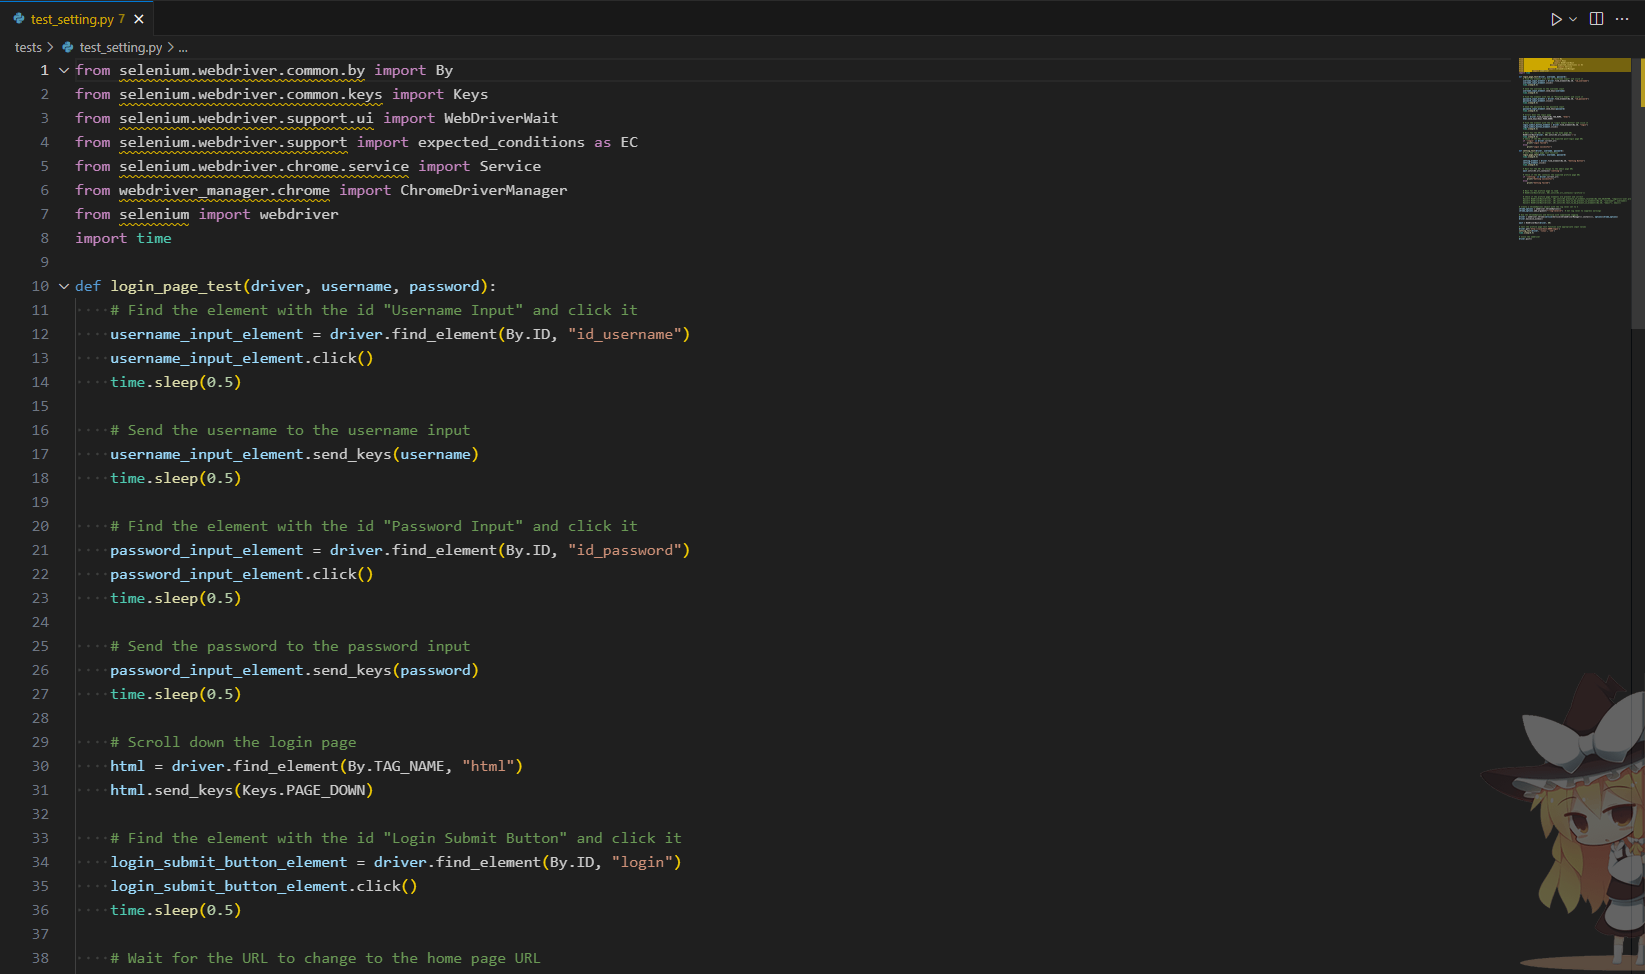 test_setting.py 7
tests > test_setting.py > ...
1 from selenium.webdriver.common.by import By
2 from selenium.webdriver.common.keys import Keys
3 from selenium.webdriver.support.ui import WebDriverWait
4 from selenium.webdriver.support import expected_conditions as EC
5 from selenium.webdriver.chrome.service import Service
6 from webdriver_manager.chrome import ChromeDriverManager
7 from selenium import webdriver
8 import time
9
10 def login_page_test(driver, username, password):
11     # Find the element with the id "Username Input" and click it
12     username_input_element = driver.find_element(By.ID, "id_username")
13     username_input_element.click()
14     time.sleep(0.5)
15
16     # Send the username to the username input
17     username_input_element.send_keys(username)
18     time.sleep(0.5)
19
20     # Find the element with the id "Password Input" and click it
21     password_input_element = driver.find_element(By.ID, "id_password")
22     password_input_element.click()
23     time.sleep(0.5)
24
25     # Send the password to the password input
26     password_input_element.send_keys(password)
27     time.sleep(0.5)
28
29     # Scroll down the login page
30     html = driver.find_element(By.TAG_NAME, "html")
31     html.send_keys(Keys.PAGE_DOWN)
32
33     # Find the element with the id "Login Submit Button" and click it
34     login_submit_button_element = driver.find_element(By.ID, "login")
35     login_submit_button_element.click()
36     time.sleep(0.5)
37
38     # Wait for the URL to change to the home page URL